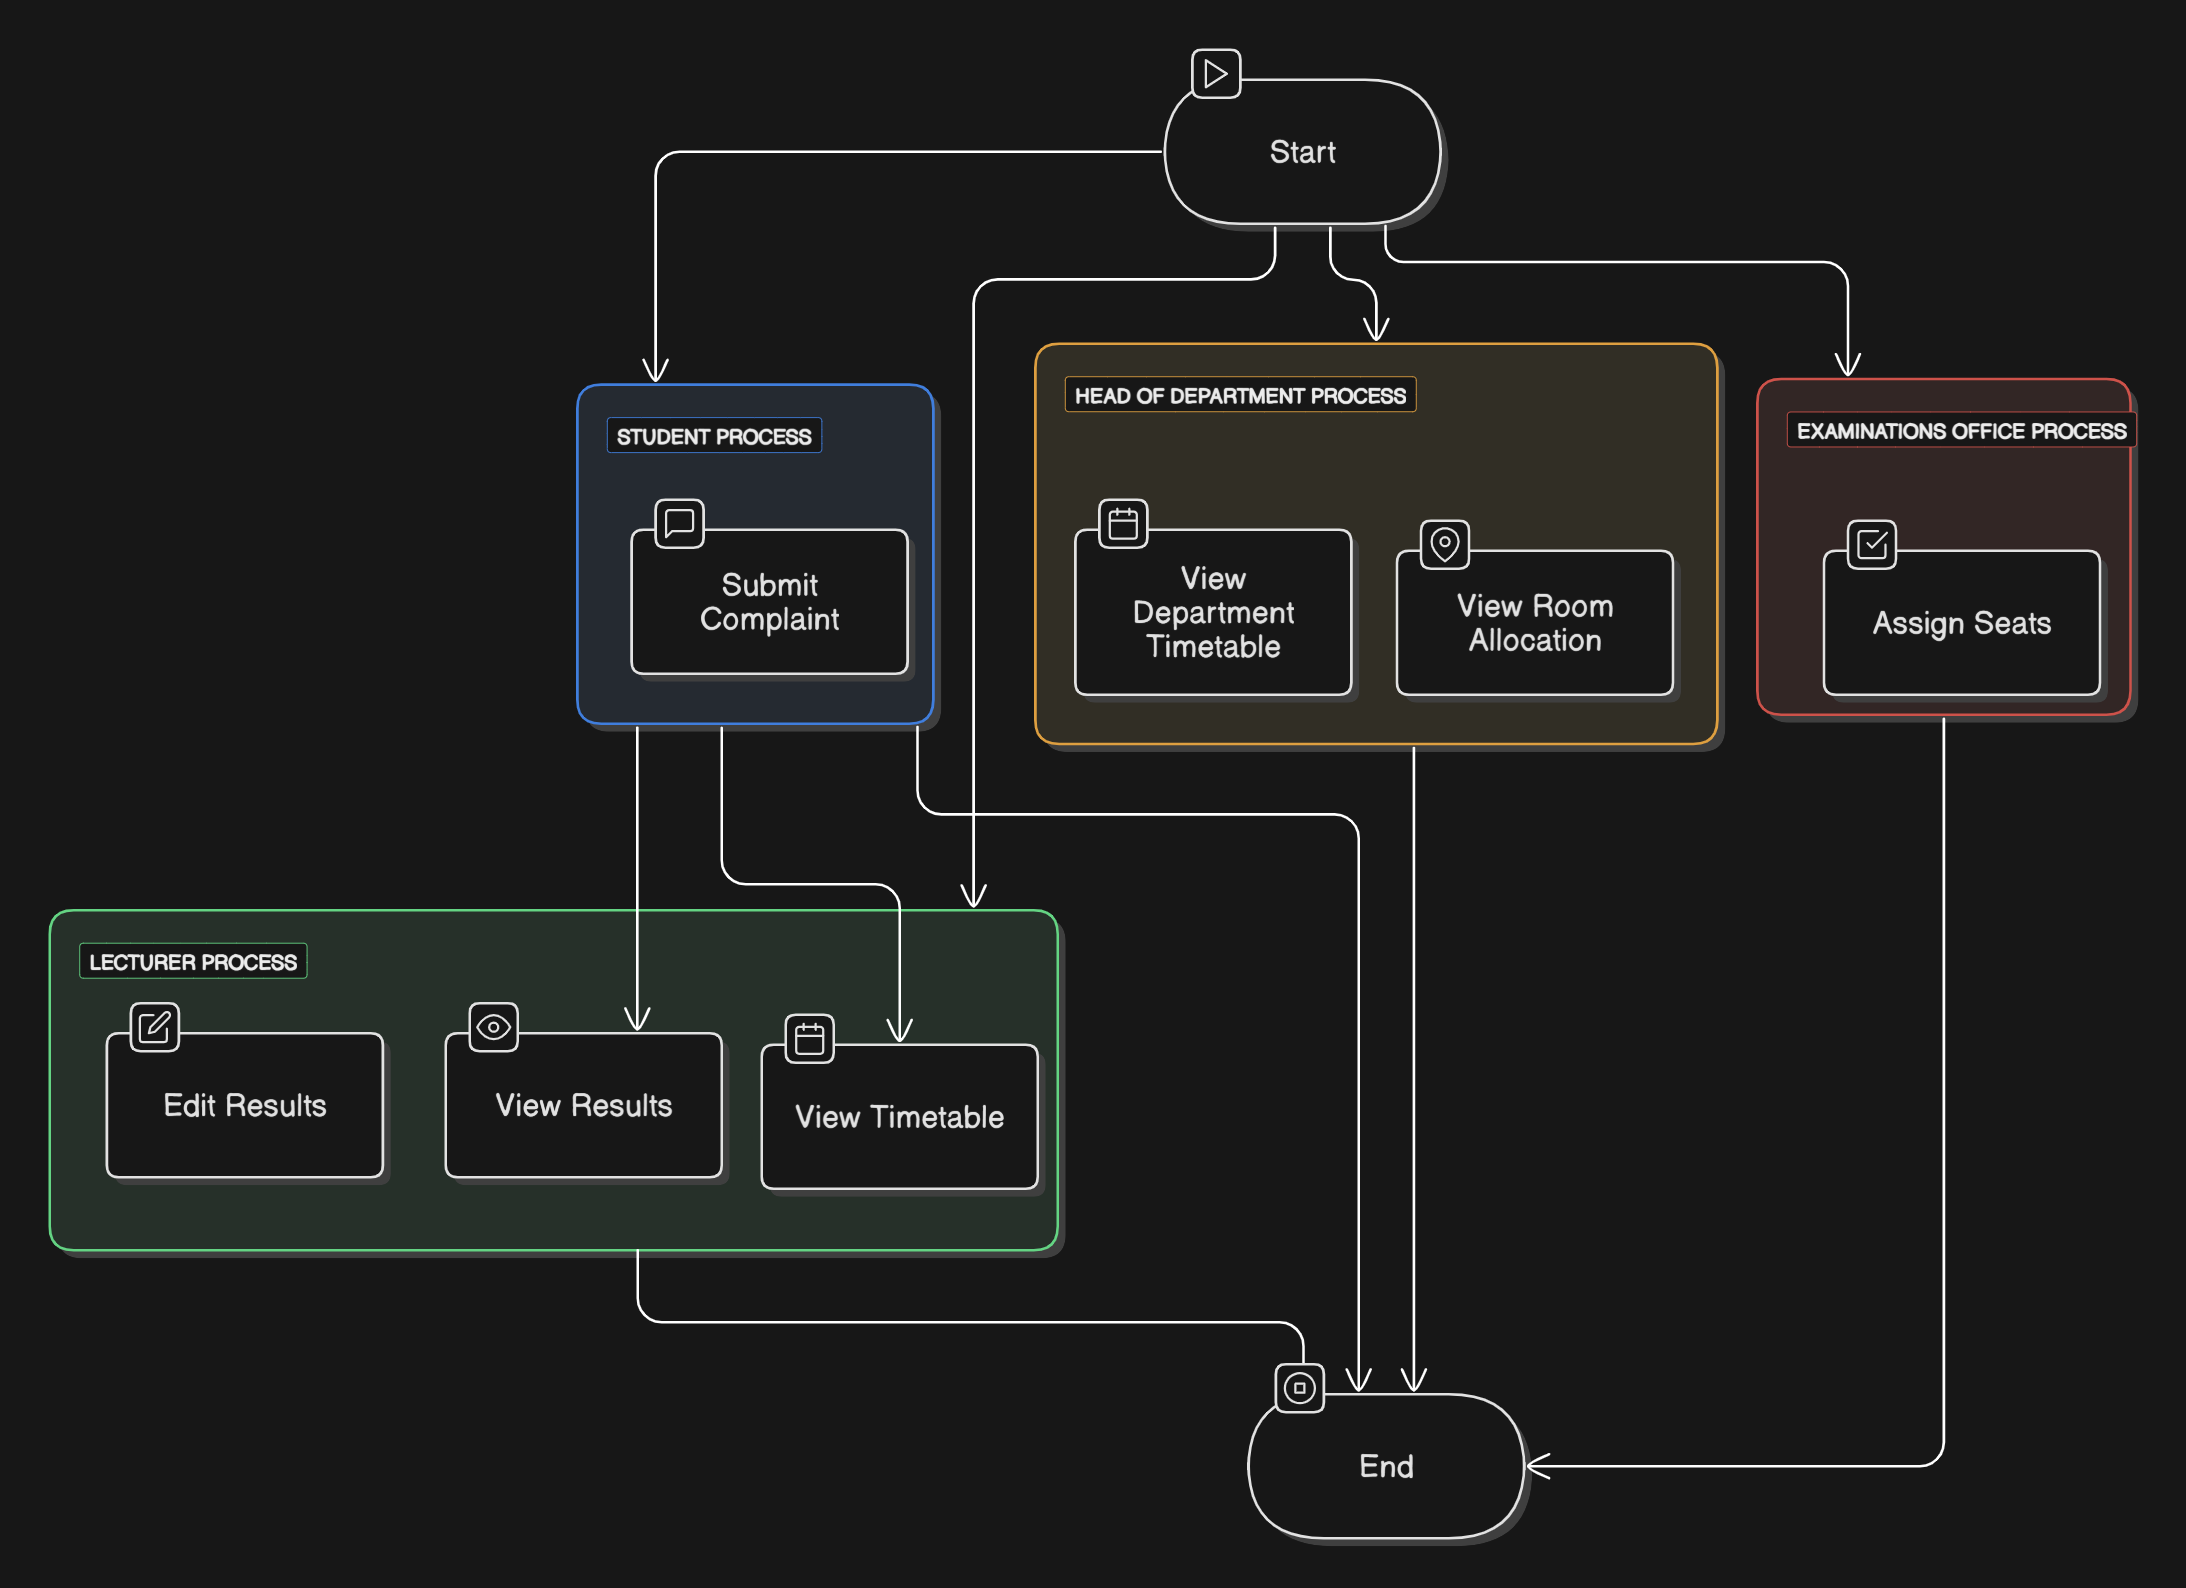 Start
STUDENT PROCESS
Submit
Complaint
HEAD OF DEPARTMENT PROCESS
View
Department
Timetable
View Room
Allocation
EXAMINATIONS OFFICE PROCESS
Assign Seats
LECTURER PROCESS
Edit Results
View Results
View Timetable
End